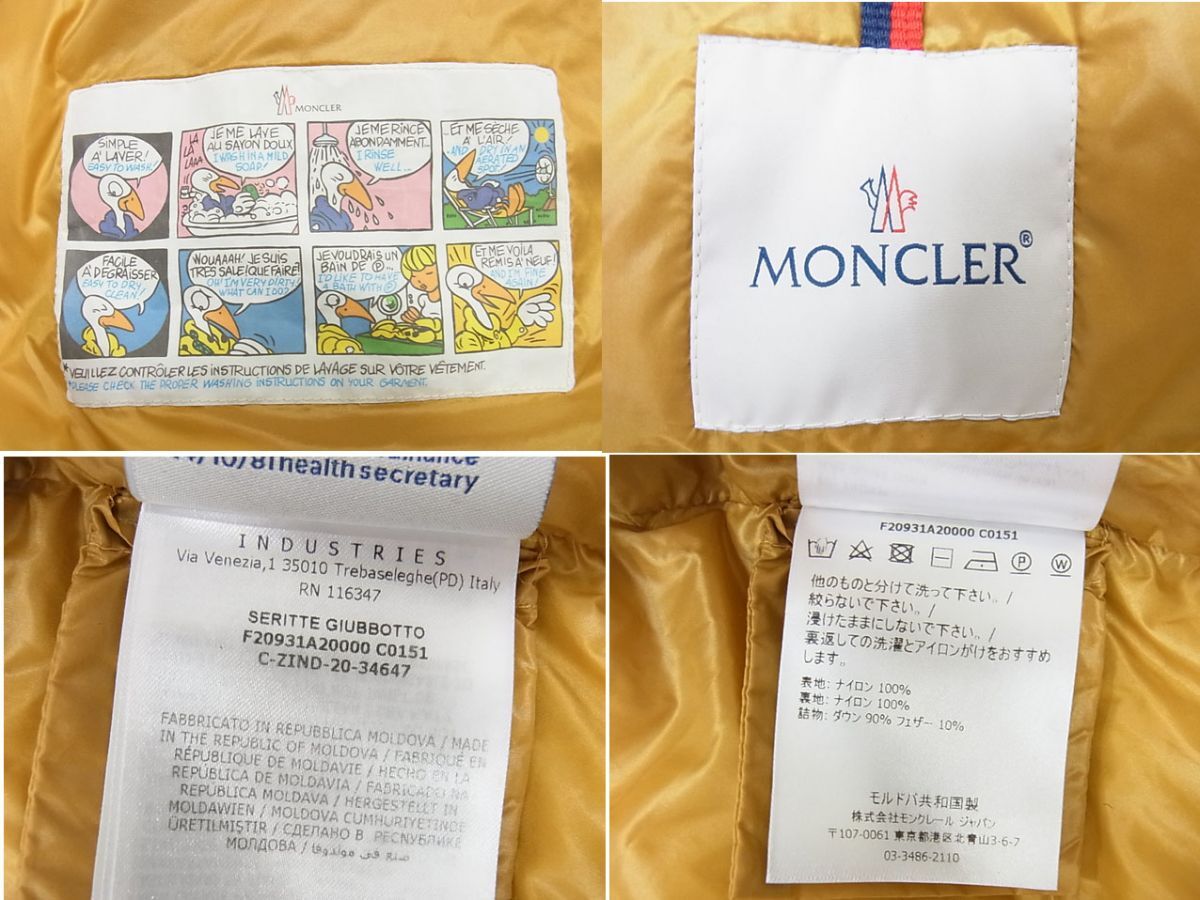 MONCLER
SIMPLE
A' LAVER!
EASY TO WASH!
LA
LA
LAAA
JE ME LAVE
AU SAVON DOUX
I WASH IN A MILD
SOAP!
JE ME RINCE
ABONDAMMENT...
I RINSE
WELL...
...ET ME SÈCHE
A' L'AIR!
...AND DRY IN AN
AERATED
SPOT!
FACILE
A' DEGRAISSER
EASY TO DRY
CLEAN!
WOUAAAH! JE SUIS
TRES SALE! QUE FAIRE!
OH! I'M VERY DIRTY!
WHAT CAN I DO?
JE VOUDRAIS UN
BAIN DE Ⓟ...
I'D LIKE TO HAVE
A BATH WITH Ⓟ
ET ME VOILA
REMIS A' NEUF!
AND I'M FINE
AGAIN!
*VEUILLEZ CONTRÔLER LES INSTRUCTIONS DE LAVAGE SUR VÔTRE VÊTEMENT.
*PLEASE CHECK THE PROPER WASHING INSTRUCTIONS ON YOUR GARMENT.
MONCLER®
/10/81 health secretary
INDUSTRIES
Via Venezia,1 35010 Trebaseleghe(PD) Italy
RN 116347
SERITTE GIUBBOTTO
F20931A20000 C0151
C-ZIND-20-34647
FABBRICATO IN REPUBBLICA MOLDOVA / MADE
IN THE REPUBLIC OF MOLDOVA / FABRIQUÉ EN
RÉPUBLIQUE DE MOLDAVIE / HECHO EN LA
REPÚBLICA DE MOLDAVIA / FABRICADO NA
REPÚBLICA MOLDAVA / HERGESTELLT IN
MOLDAWIEN / MOLDOVA CUMHURIYETINDE
ÜRETILMIŞTIR / СДЕЛАНО В РЕСПУБЛИКЕ
МОЛДОВА / صنع في مولدوفا
F20931A20000 C0151
P W
他のものと分けて洗って下さい。/
絞らないで下さい。/
浸けたままにしないで下さい。/
裏返しての洗濯とアイロンがけをおすすめ
します。
表地: ナイロン 100%
裏地: ナイロン 100%
詰物: ダウン 90% フェザー 10%
モルドバ共和国製
株式会社モンクレール ジャパン
〒107-0061 東京都港区北青山3-6-7
03-3486-2110